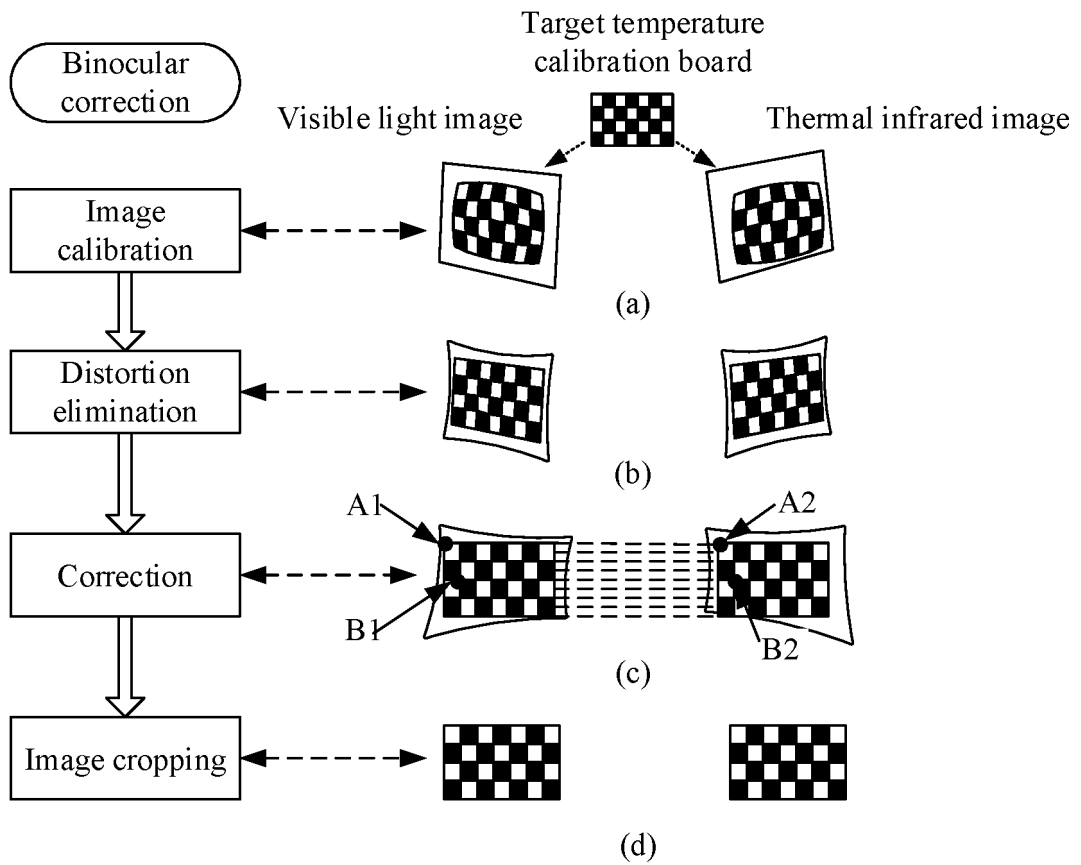 Binocular
correction
Target temperature
calibration board
Visible light image
Thermal infrared image
Image
calibration
(a)
Distortion
elimination
(b)
A1
A2
Correction
B1
B2
(c)
Image cropping
(d)